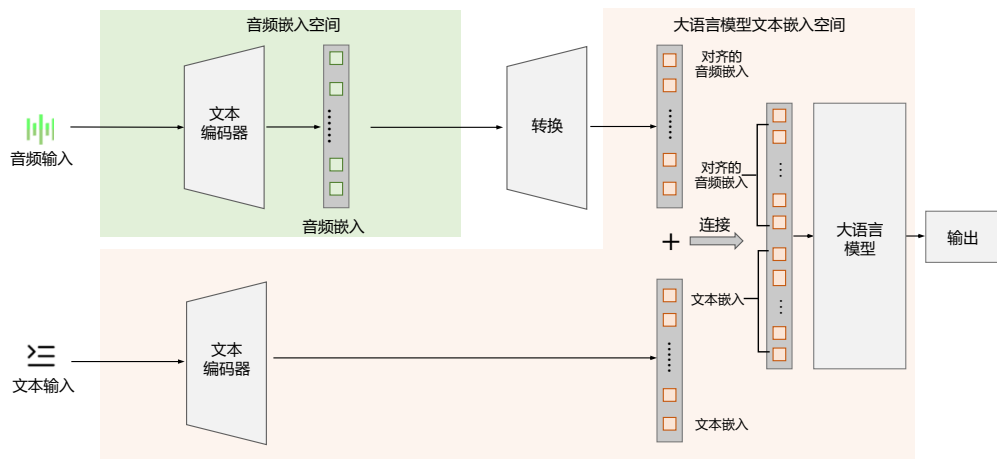 音频嵌入空间
大语言模型文本嵌入空间
文本
编码器
音频输入
音频嵌入
转换
对齐的
音频嵌入
对齐的
音频嵌入
连接
大语言
模型
输出
文本
编码器
文本输入
文本嵌入
文本嵌入